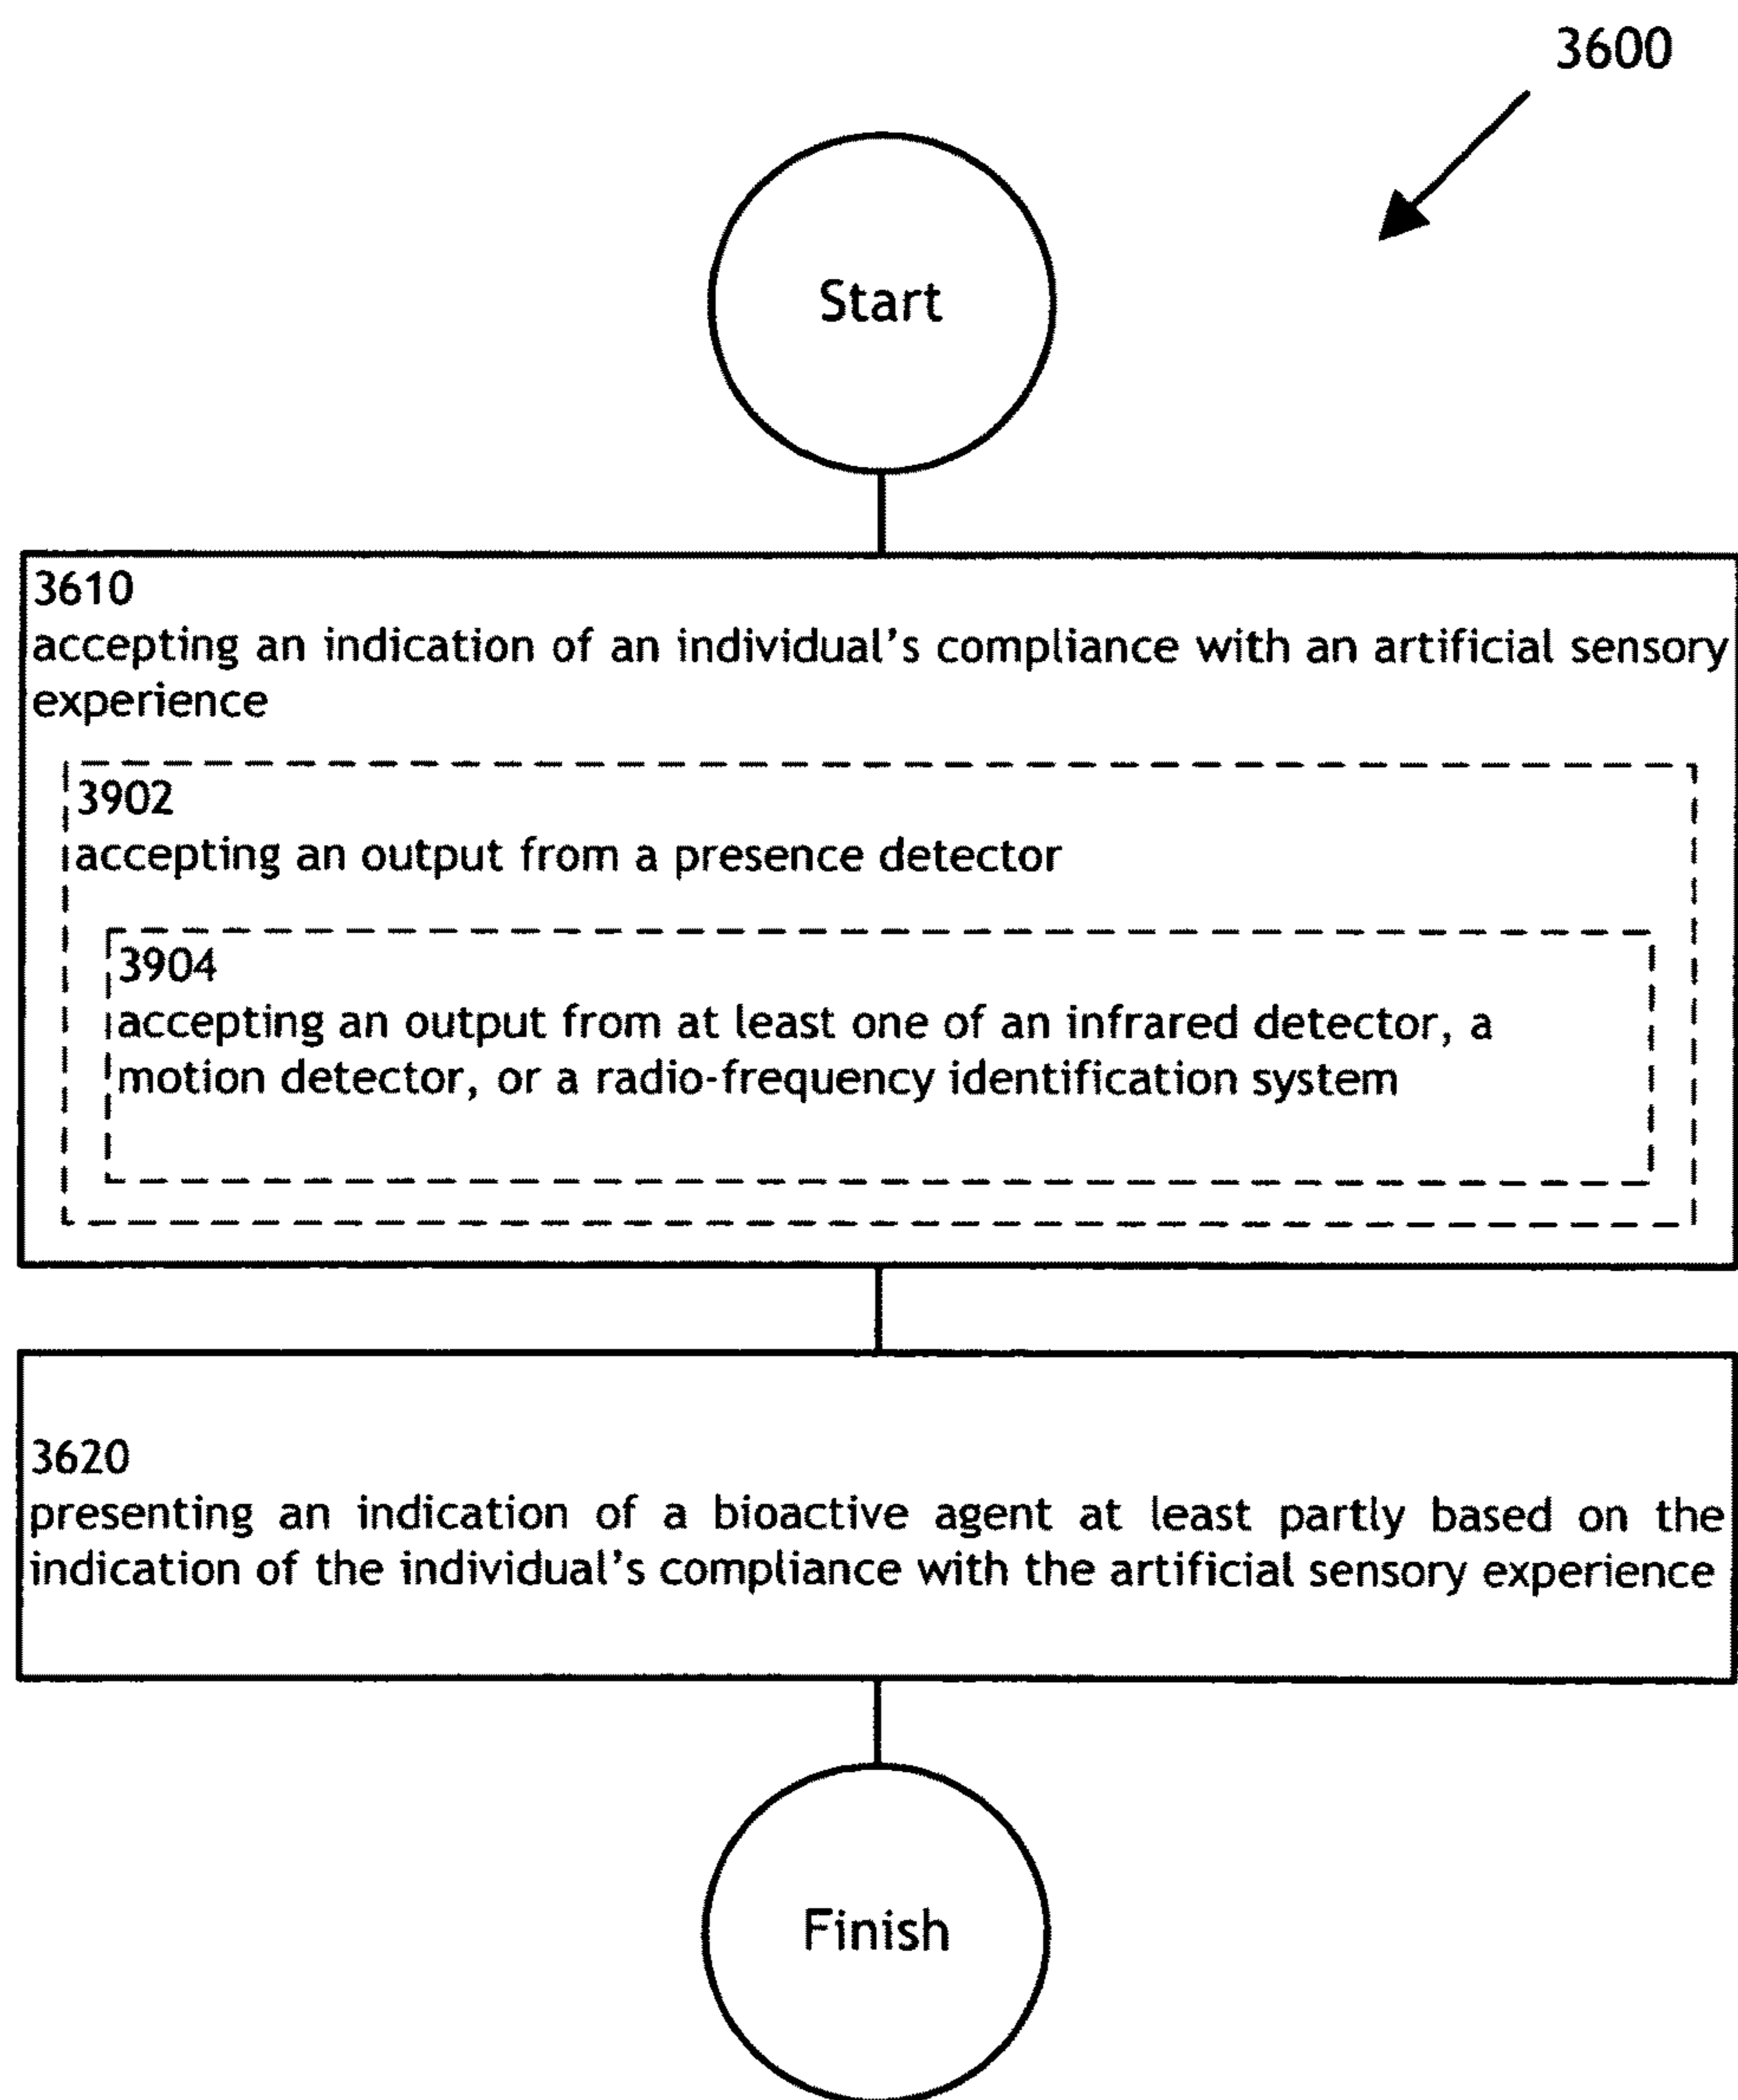 3600
Start
3610
accepting an indication of an individual's compliance with an artificial sensory
experience
3902
accepting an output from a presence detector
3904
accepting an output from at least one of an infrared detector, a
motion detector, or a radio-frequency identification system
3620
presenting an indication of a bioactive agent at least partly based on the
indication of the individual's compliance with the artificial sensory experience
Finish